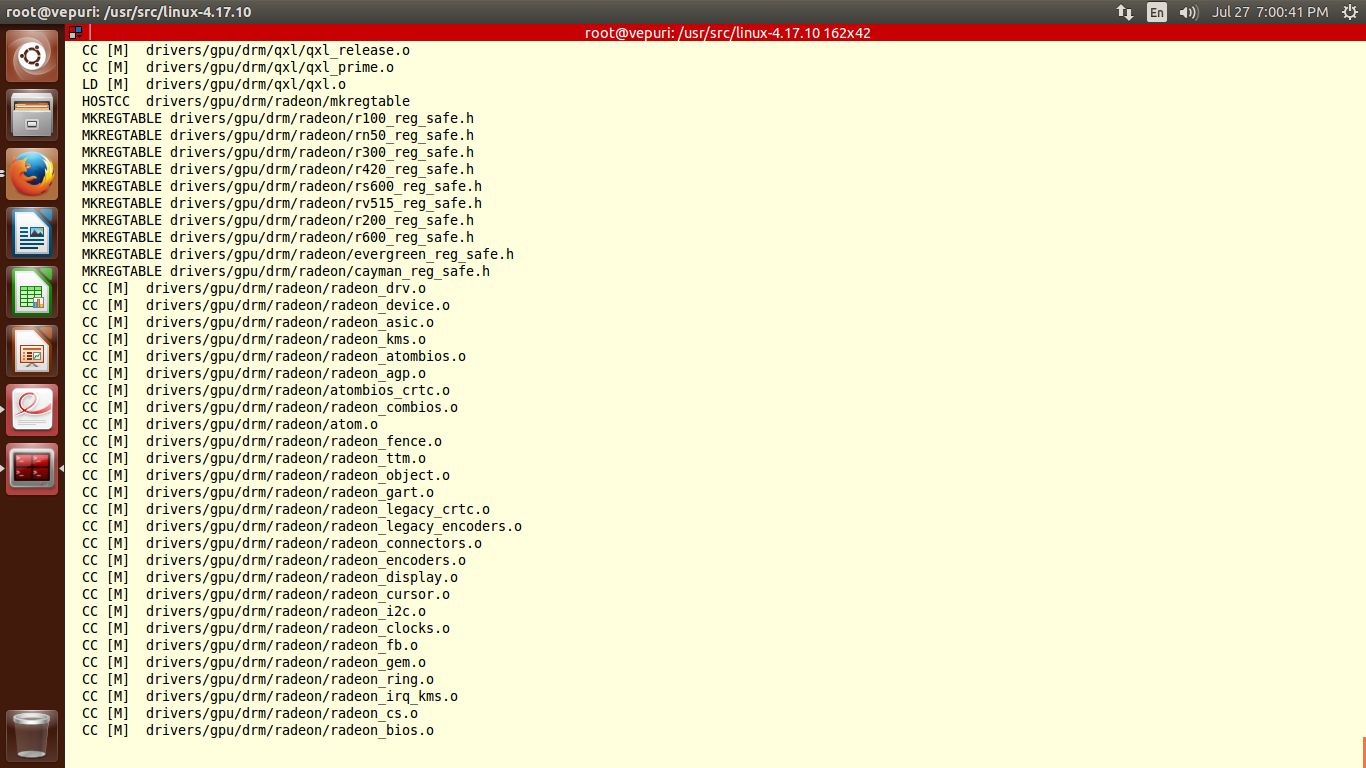 root@vepuri: /usr/src/linux-4.17.10
En
Jul 27 7:00:41 PM
root@vepuri: /usr/src/linux-4.17.10 162x42
CC [M]  drivers/gpu/drm/qxl/qxl_release.o
CC [M]  drivers/gpu/drm/qxl/qxl_prime.o
LD [M]  drivers/gpu/drm/qxl/qxl.o
HOSTCC  drivers/gpu/drm/radeon/mkregtable
MKREGTABLE drivers/gpu/drm/radeon/r100_reg_safe.h
MKREGTABLE drivers/gpu/drm/radeon/rn50_reg_safe.h
MKREGTABLE drivers/gpu/drm/radeon/r300_reg_safe.h
MKREGTABLE drivers/gpu/drm/radeon/r420_reg_safe.h
MKREGTABLE drivers/gpu/drm/radeon/rs600_reg_safe.h
MKREGTABLE drivers/gpu/drm/radeon/rv515_reg_safe.h
MKREGTABLE drivers/gpu/drm/radeon/r200_reg_safe.h
MKREGTABLE drivers/gpu/drm/radeon/r600_reg_safe.h
MKREGTABLE drivers/gpu/drm/radeon/evergreen_reg_safe.h
MKREGTABLE drivers/gpu/drm/radeon/cayman_reg_safe.h
CC [M]  drivers/gpu/drm/radeon/radeon_drv.o
CC [M]  drivers/gpu/drm/radeon/radeon_device.o
CC [M]  drivers/gpu/drm/radeon/radeon_asic.o
CC [M]  drivers/gpu/drm/radeon/radeon_kms.o
CC [M]  drivers/gpu/drm/radeon/radeon_atombios.o
CC [M]  drivers/gpu/drm/radeon/radeon_agp.o
CC [M]  drivers/gpu/drm/radeon/atombios_crtc.o
CC [M]  drivers/gpu/drm/radeon/radeon_combios.o
CC [M]  drivers/gpu/drm/radeon/atom.o
CC [M]  drivers/gpu/drm/radeon/radeon_fence.o
CC [M]  drivers/gpu/drm/radeon/radeon_ttm.o
CC [M]  drivers/gpu/drm/radeon/radeon_object.o
CC [M]  drivers/gpu/drm/radeon/radeon_gart.o
CC [M]  drivers/gpu/drm/radeon/radeon_legacy_crtc.o
CC [M]  drivers/gpu/drm/radeon/radeon_legacy_encoders.o
CC [M]  drivers/gpu/drm/radeon/radeon_connectors.o
CC [M]  drivers/gpu/drm/radeon/radeon_encoders.o
CC [M]  drivers/gpu/drm/radeon/radeon_display.o
CC [M]  drivers/gpu/drm/radeon/radeon_cursor.o
CC [M]  drivers/gpu/drm/radeon/radeon_i2c.o
CC [M]  drivers/gpu/drm/radeon/radeon_clocks.o
CC [M]  drivers/gpu/drm/radeon/radeon_fb.o
CC [M]  drivers/gpu/drm/radeon/radeon_gem.o
CC [M]  drivers/gpu/drm/radeon/radeon_ring.o
CC [M]  drivers/gpu/drm/radeon/radeon_irq_kms.o
CC [M]  drivers/gpu/drm/radeon/radeon_cs.o
CC [M]  drivers/gpu/drm/radeon/radeon_bios.o